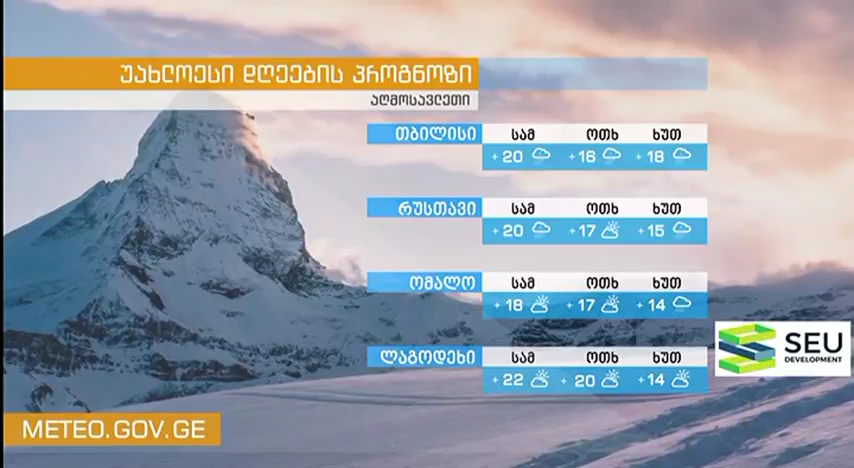 უახლოესი დღეების პროგნოზი
აღმოსავლეთი
თბილისი სამ ოთხ ხუთ
+20 +16 +18
რუსთავი სამ ოთხ ხუთ
+20 +17 +15
ომალო სამ ოთხ ხუთ
+18 +17 +14
ლაგოდეხი სამ ოთხ ხუთ
+22 +20 +14
SEU
DEVELOPMENT
METEO.GOV.GE